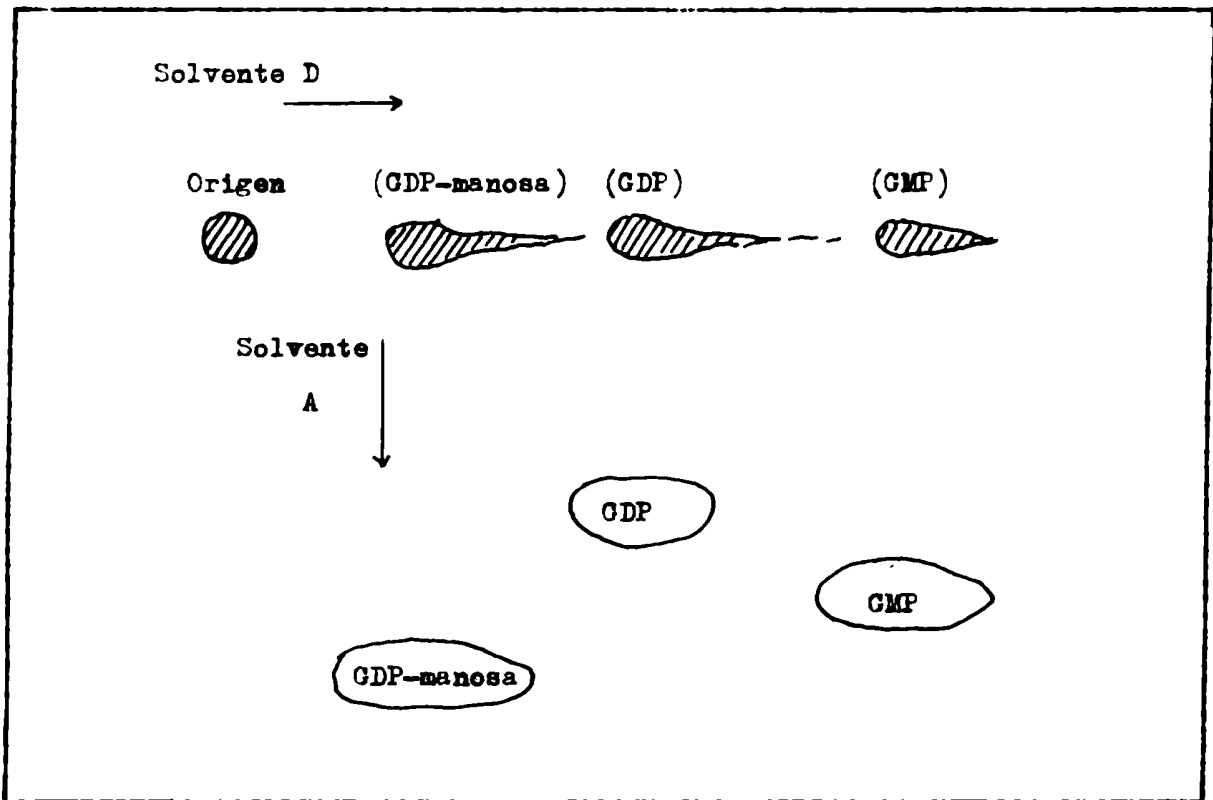 Solvente D
Origen (GDP-manosa) (GDP) (GMP)
Solvente
A
GDP
GMP
GDP-manosa